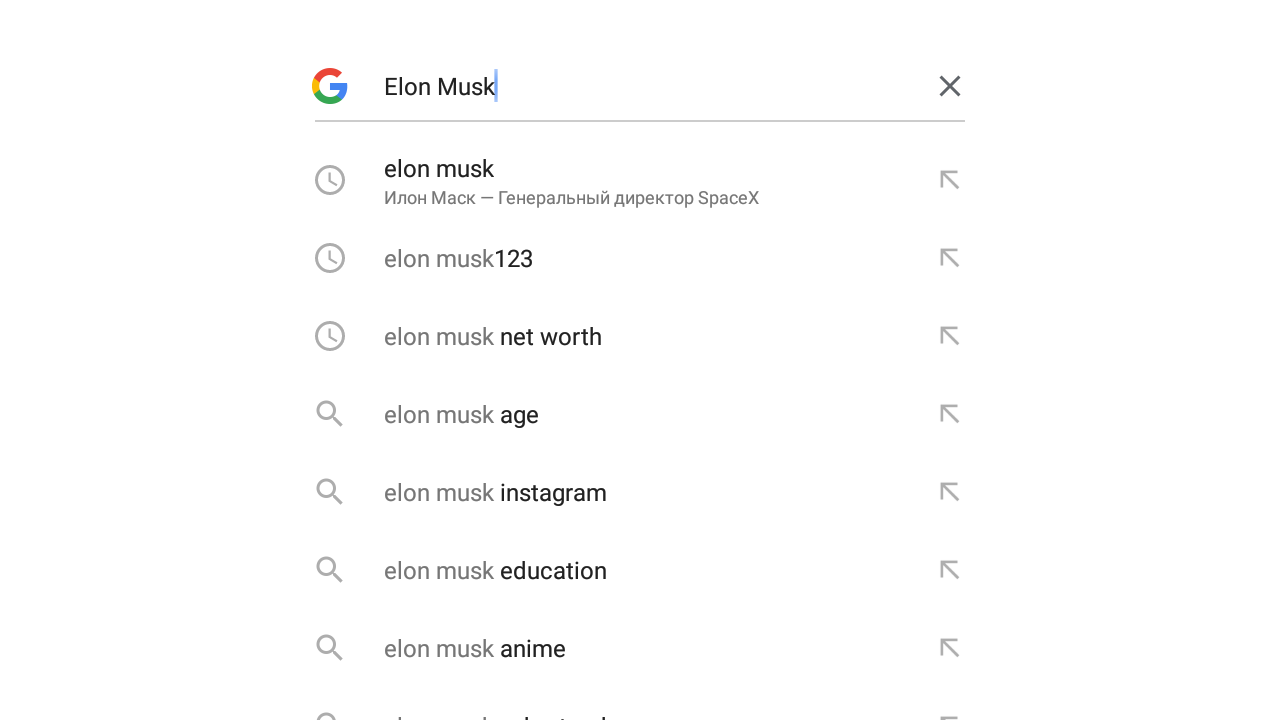 Elon Musk
elon musk
Илон Маск — Генеральный директор SpaceX
elon musk123
elon musk net worth
elon musk age
elon musk instagram
elon musk education
elon musk anime